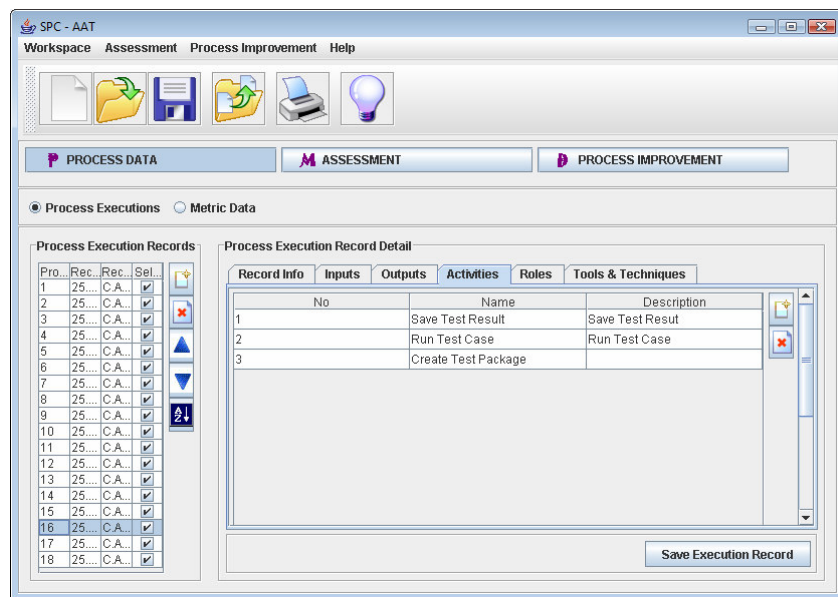 SPC - AAT
Workspace Assessment Process Improvement Help
P PROCESS DATA M ASSESSMENT D PROCESS IMPROVEMENT
Process Executions Metric Data
Process Execution Records
Pro... Rec... Rec... Sel...
1 25.... C.A...
2 25.... C.A...
3 25.... C.A...
4 25.... C.A...
5 25.... C.A...
6 25.... C.A...
7 25.... C.A...
8 25.... C.A...
9 25.... C.A...
10 25.... C.A...
11 25.... C.A...
12 25.... C.A...
13 25.... C.A...
14 25.... C.A...
15 25.... C.A...
16 25.... C.A...
17 25.... C.A...
18 25.... C.A...
A
Z
Process Execution Record Detail
Record Info Inputs Outputs Activities Roles Tools & Techniques
No Name Description
1 Save Test Result Save Test Resut
2 Run Test Case Run Test Case
3 Create Test Package
Save Execution Record